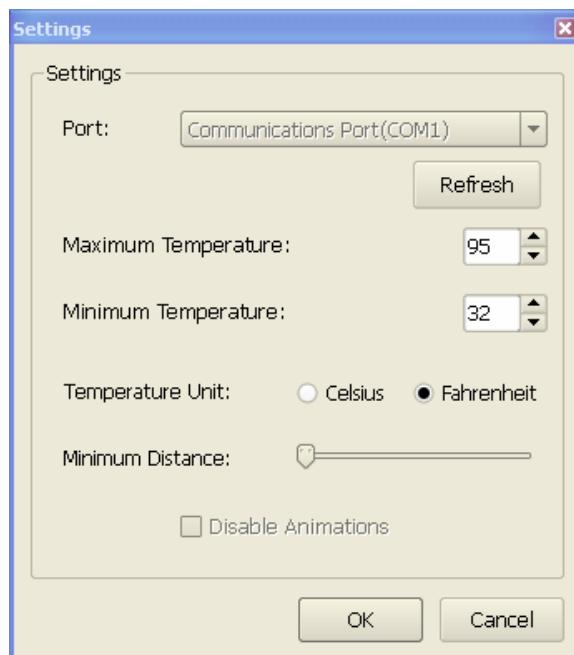 Settings
Settings
Port: Communications Port(COM1)
Refresh
Maximum Temperature: 95
Minimum Temperature: 32
Temperature Unit: Celsius Fahrenheit
Minimum Distance:
Disable Animations
OK Cancel